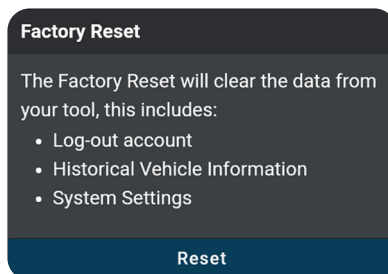 Factory Reset
The Factory Reset will clear the data from
your tool, this includes:
• Log-out account
• Historical Vehicle Information
• System Settings
Reset